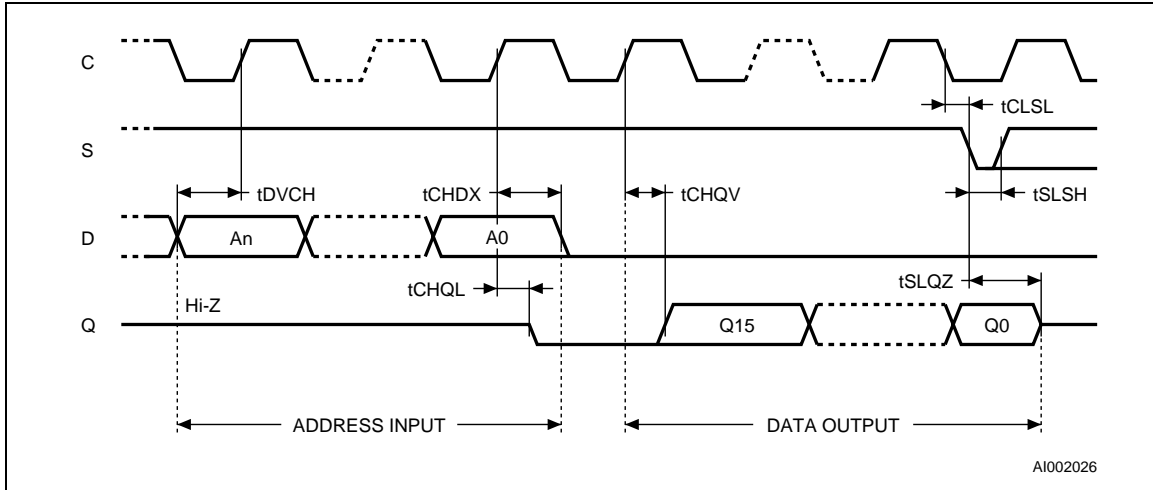 C
tCLSL
S
tDVCH
tCHDX
tCHQV
tSLSH
D
An
A0
tCHQL
tSLQZ
Hi-Z
Q
Q15
Q0
ADDRESS INPUT
DATA OUTPUT
AI002026